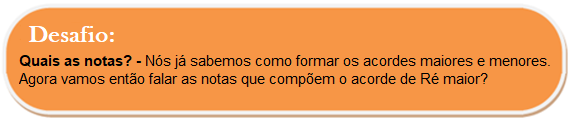 Desafio:
Quais as notas? - Nós já sabemos como formar os acordes maiores e menores.
Agora vamos então falar as notas que compõem o acorde de Ré maior?